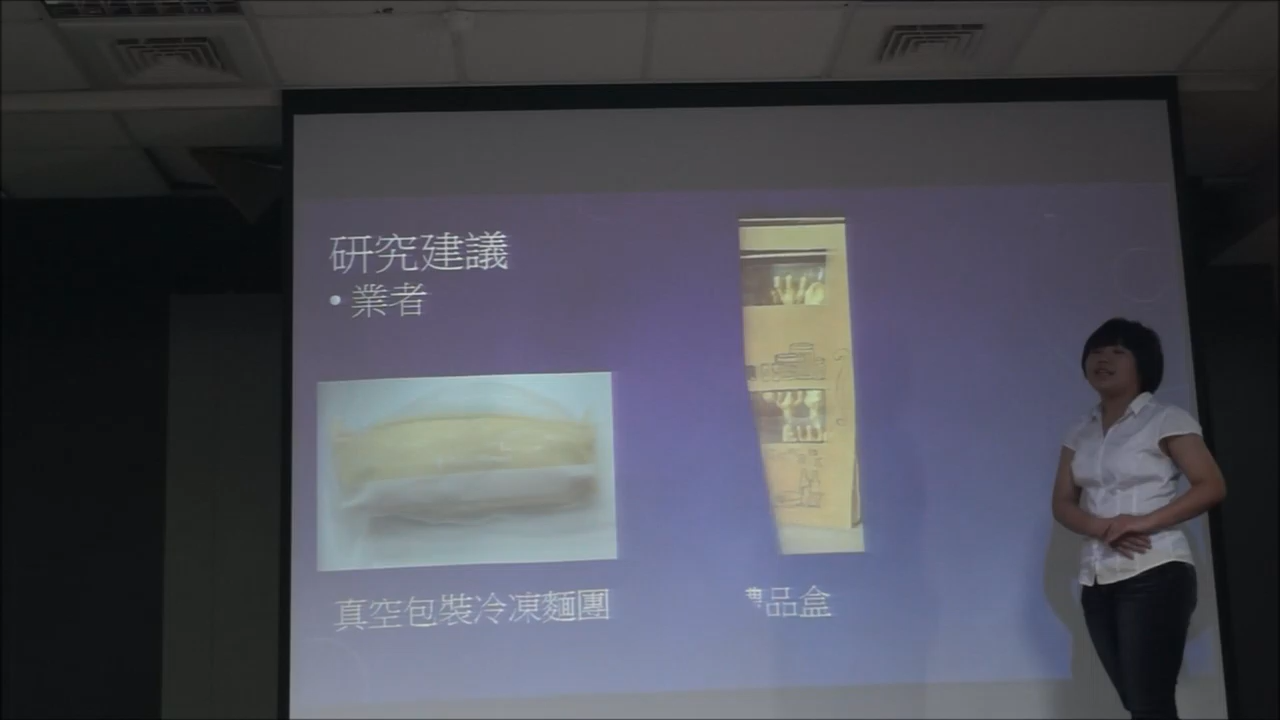 研究建議
• 業者
真空包裝冷凍麵團
品盒